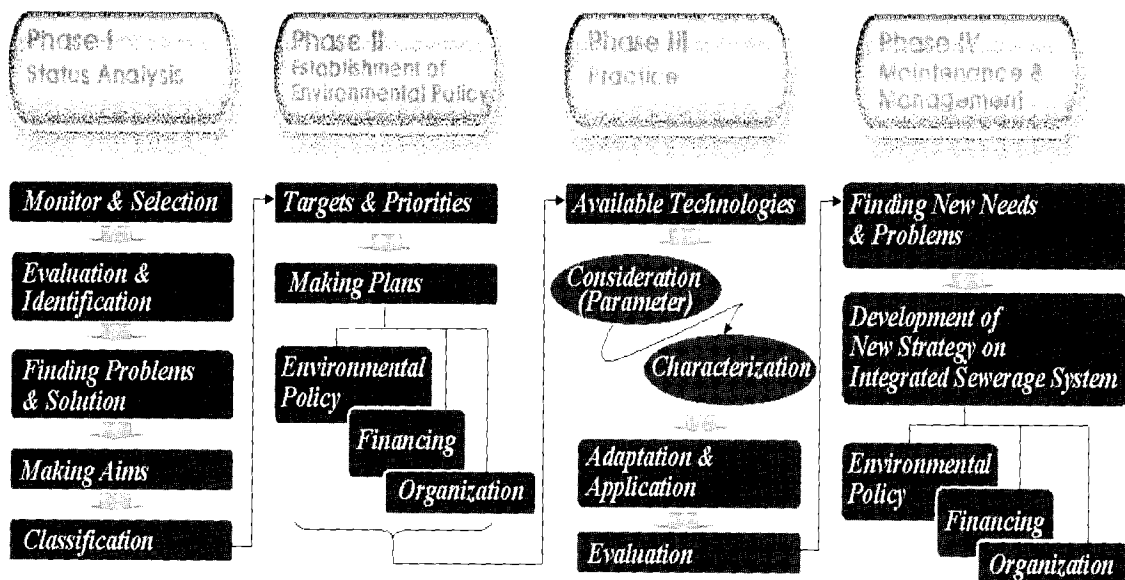 Phase I
Status Analysis
Monitor & Selection
Evaluation &
Identification
Finding Problems
& Solution
Making Aims
Classification
Phase II
Establishment of
Environmental Policy
Targets & Priorities
Making Plans
Environmental
Policy
Financing
Organization
Phase III
Practice
Available Technologies
Consideration
(Parameter)
Characterization
Adaptation &
Application
Evaluation
Phase IV
Maintenance &
Management
Finding New Needs
& Problems
Development of
New Strategy on
Integrated Sewerage System
Environmental
Policy
Financing
Organization